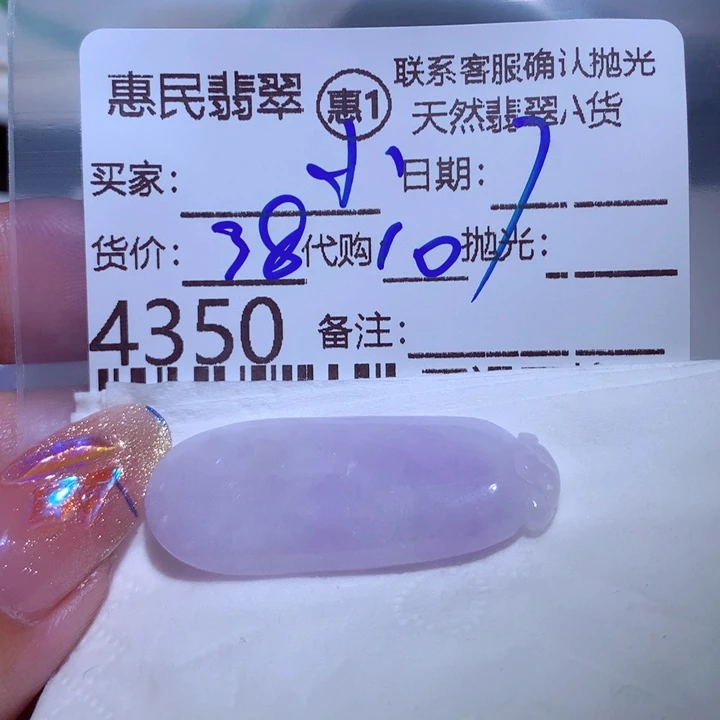 惠民翡翠 惠1 联系客服确认抛光
天然翡翠A货
买家: 小 日期:
货价: 38 代购 10 抛光:
4350 备注: